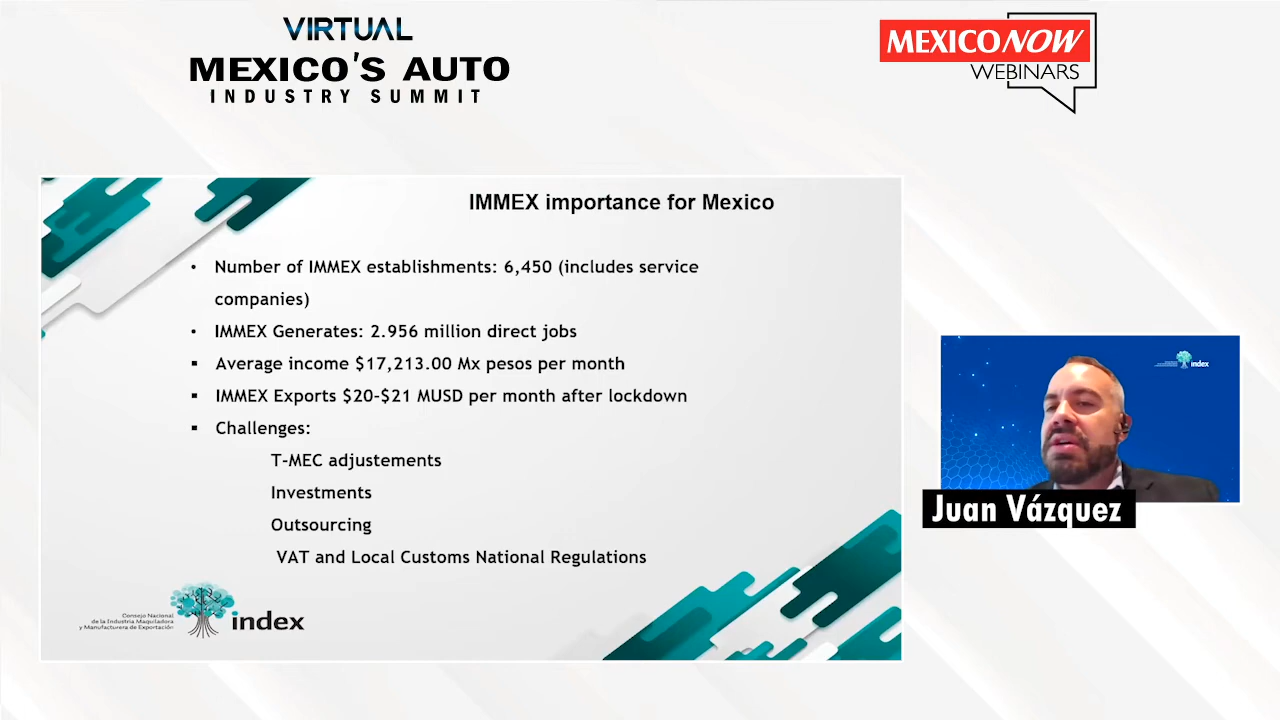 VIRTUAL
MEXICO'S AUTO
INDUSTRY SUMMIT
MEXICONOW
WEBINARS
IMMEX importance for Mexico
• Number of IMMEX establishments: 6,450 (includes service
companies)
• IMMEX Generates: 2.956 million direct jobs
▪ Average income $17,213.00 Mx pesos per month
▪ IMMEX Exports $20-$21 MUSD per month after lockdown
▪ Challenges:
T-MEC adjustements
Investments
Outsourcing
VAT and Local Customs National Regulations
Consejo Nacional
de la Industria Maquiladora
y Manufacturera de Exportación
index
index
Juan Vázquez